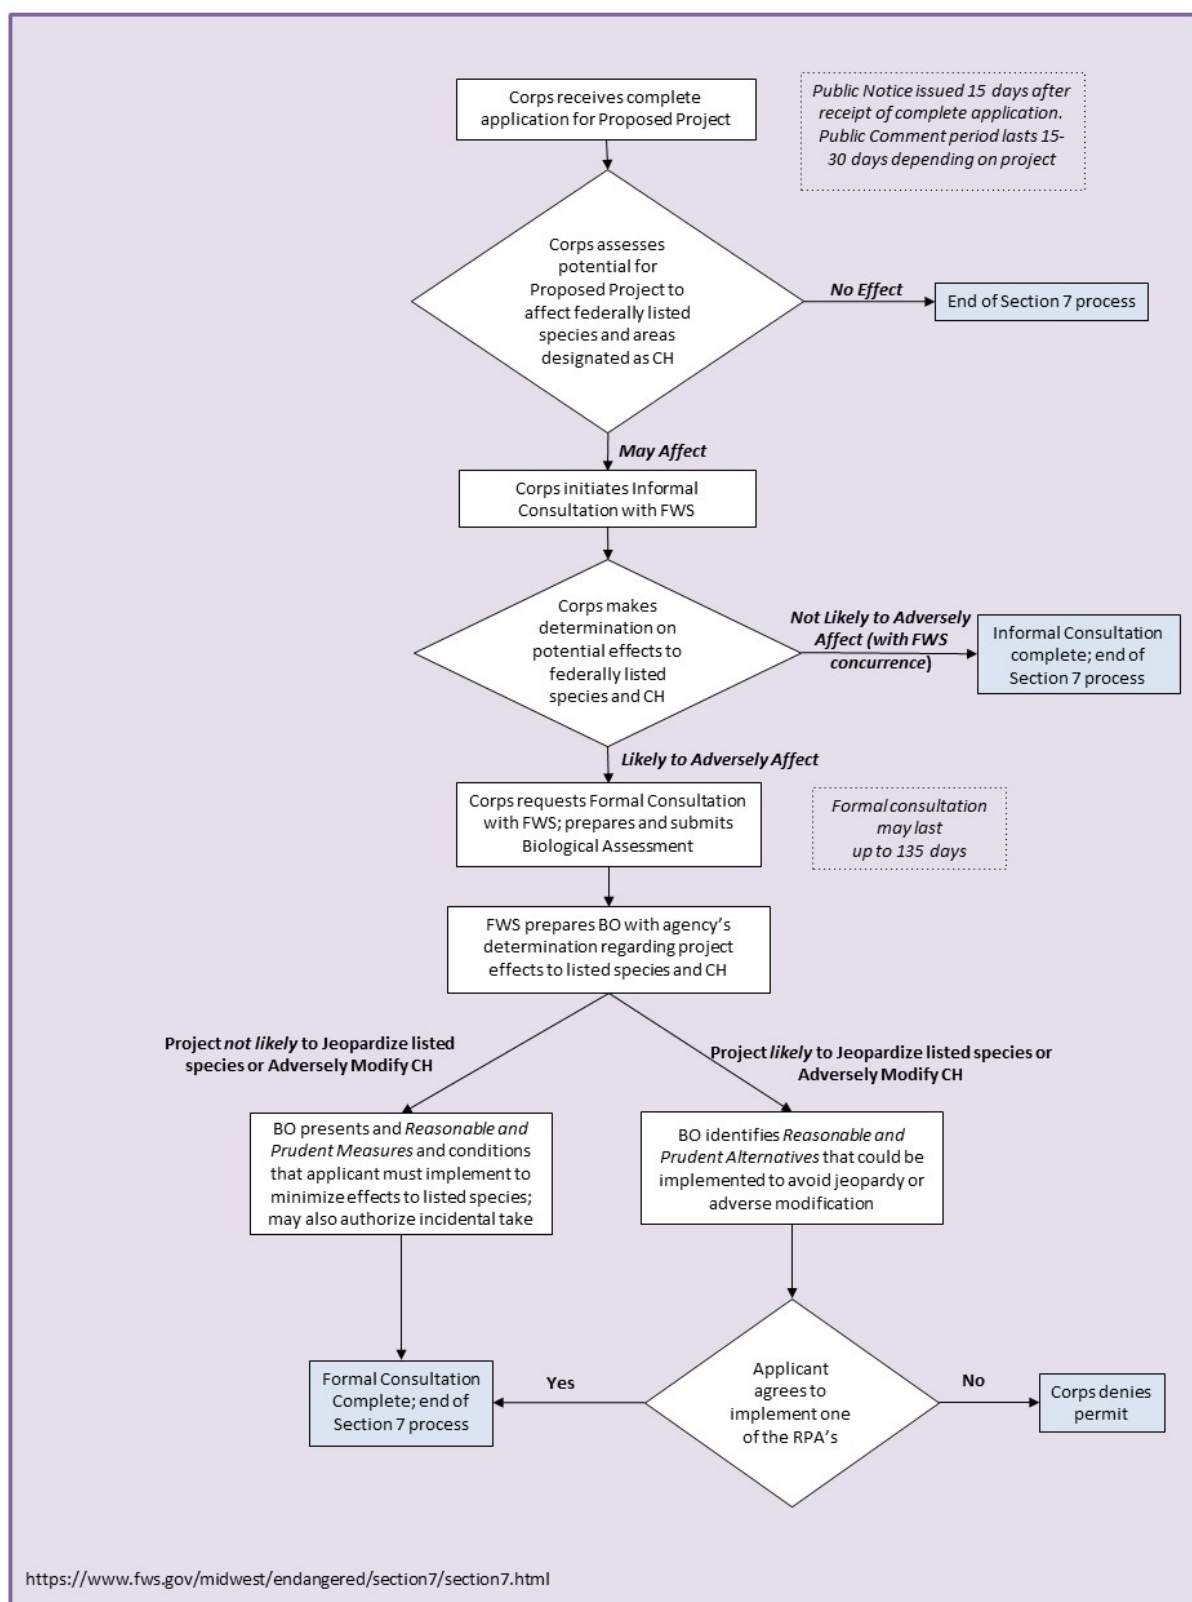 Corps receives complete
application for Proposed Project
Public Notice issued 15 days after
receipt of complete application.
Public Comment period lasts 15-
30 days depending on project
Corps assesses
potential for
Proposed Project to
affect federally listed
species and areas
designated as CH
No Effect
End of Section 7 process
May Affect
Corps initiates Informal
Consultation with FWS
Corps makes
determination on
potential effects to
federally listed
species and CH
Not Likely to Adversely
Affect (with FWS
concurrence)
Informal Consultation
complete; end of
Section 7 process
Likely to Adversely Affect
Corps requests Formal Consultation
with FWS; prepares and submits
Biological Assessment
Formal consultation
may last
up to 135 days
FWS prepares BO with agency’s
determination regarding project
effects to listed species and CH
Project not likely to Jeopardize listed
species or Adversely Modify CH
Project likely to Jeopardize listed species or
Adversely Modify CH
BO presents and Reasonable and
Prudent Measures and conditions
that applicant must implement to
minimize effects to listed species;
may also authorize incidental take
BO identifies Reasonable and
Prudent Alternatives that could be
implemented to avoid jeopardy or
adverse modification
Formal Consultation
Complete; end of
Section 7 process
Yes
Applicant
agrees to
implement one
of the RPA’s
No
Corps denies
permit
https://www.fws.gov/midwest/endangered/section7/section7.html